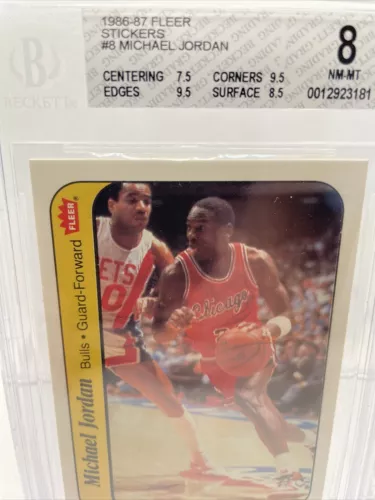 1986-87 FLEER
STICKERS
#8 MICHAEL JORDAN
CENTERING 7.5 CORNERS 9.5
EDGES 9.5 SURFACE 8.5
8
NM-MT
0012923181
B
BECKETT
FLEER
Michael Jordan Bulls • Guard-Forward
ETS
Chicago